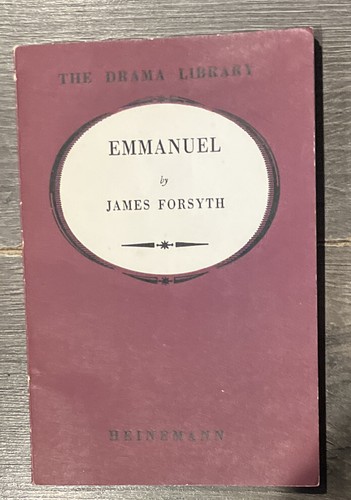 THE DRAMA LIBRARY
EMMANUEL
by
JAMES FORSYTH
HEINEMANN